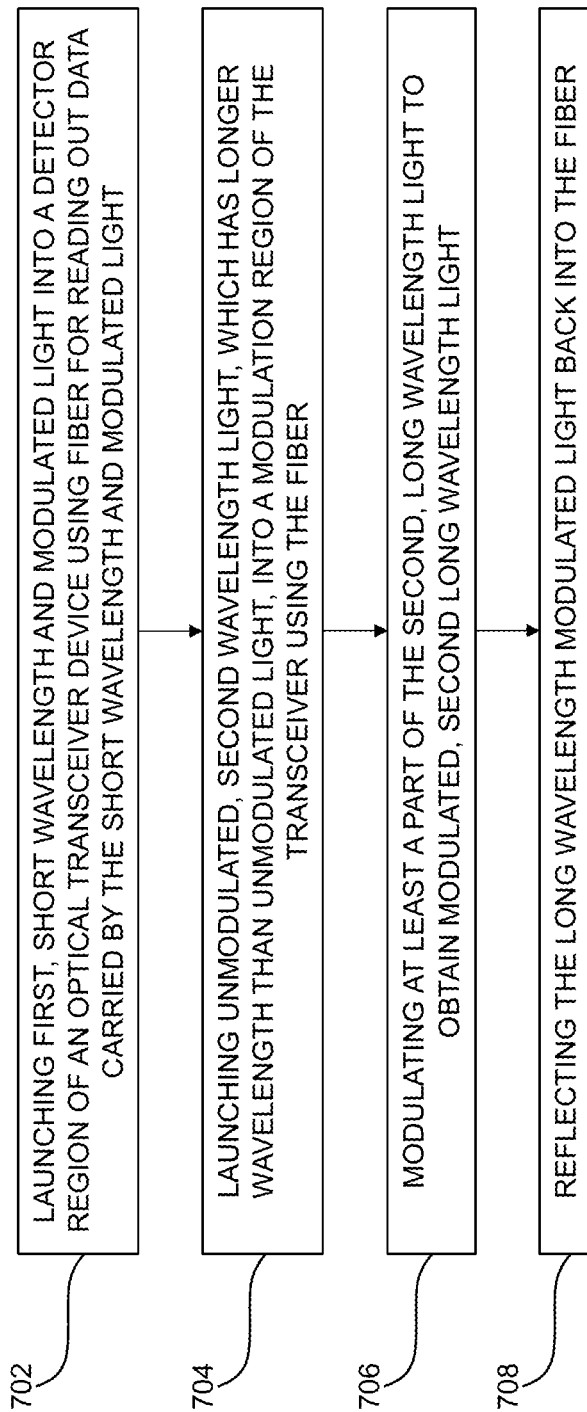 702
LAUNCHING FIRST, SHORT WAVELENGTH AND MODULATED LIGHT INTO A DETECTOR
REGION OF AN OPTICAL TRANSCEIVER DEVICE USING FIBER FOR READING OUT DATA
CARRIED BY THE SHORT WAVELENGTH AND MODULATED LIGHT
704
LAUNCHING UNMODULATED, SECOND WAVELENGTH LIGHT, WHICH HAS LONGER
WAVELENGTH THAN UNMODULATED LIGHT, INTO A MODULATION REGION OF THE
TRANSCEIVER USING THE FIBER
706
MODULATING AT LEAST A PART OF THE SECOND, LONG WAVELENGTH LIGHT TO
OBTAIN MODULATED, SECOND LONG WAVELENGTH LIGHT
708
REFLECTING THE LONG WAVELENGTH MODULATED LIGHT BACK INTO THE FIBER